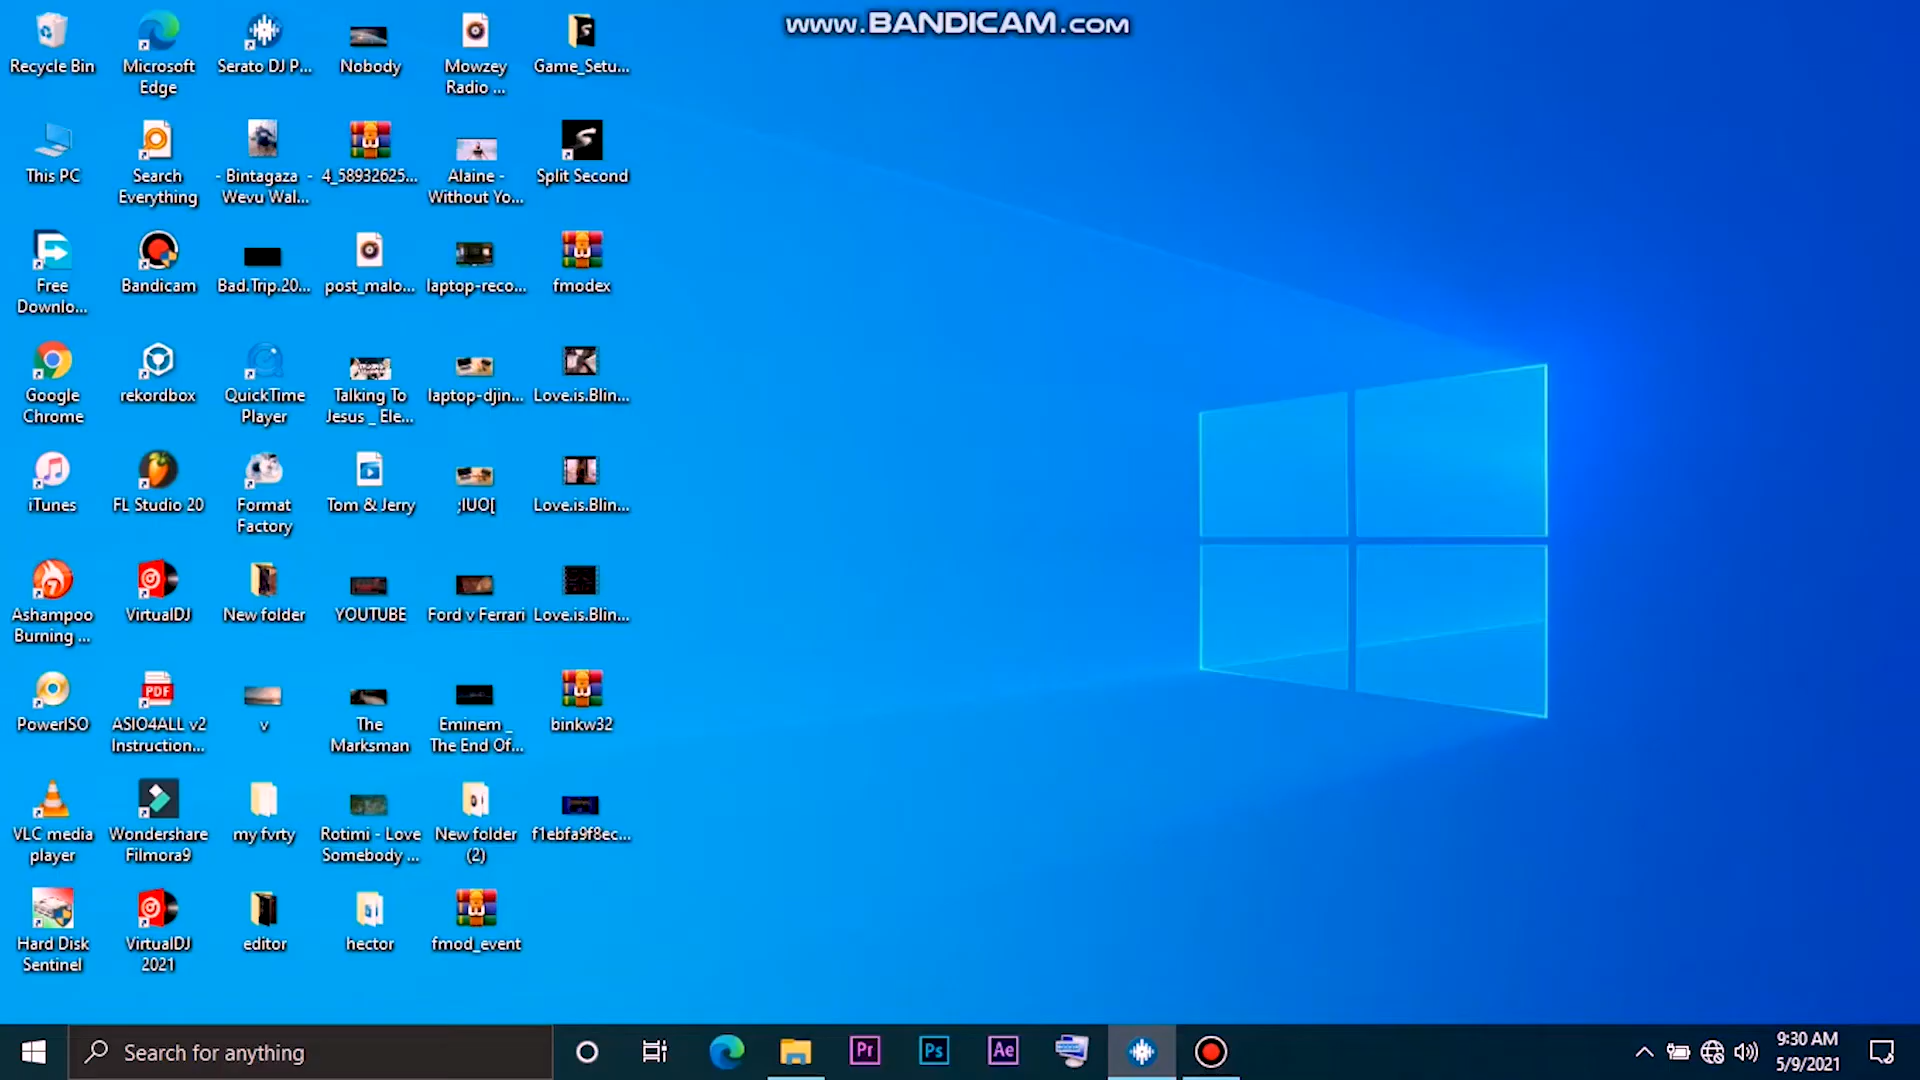 www.BANDICAM.com
Recycle Bin
Microsoft
Edge
Serato DJ P...
Nobody
Mowzey
Radio ...
Game_Setu...
This PC
Search
Everything
- Bintagaza -
Wevu Wal...
4_58932625...
Alaine -
Without Yo...
Split Second
Free
Downlo...
Bandicam
Bad.Trip.20...
post_malo...
laptop-reco...
fmodex
Google
Chrome
rekordbox
QuickTime
Player
Talking To
Jesus _ Ele...
laptop-djin...
Love.is.Blin...
iTunes
FL Studio 20
Format
Factory
Tom & Jerry
;IUO[
Love.is.Blin...
Ashampoo
Burning ...
VirtualDJ
New folder
YOUTUBE
Ford v Ferrari
Love.is.Blin...
PowerISO
PDF
ASIO4ALL v2
Instruction...
v
The
Marksman
Eminem _
The End Of...
binkw32
VLC media
player
Wondershare
Filmora9
my fvrty
Rotimi - Love
Somebody ...
New folder
(2)
f1ebfa9f8ec...
Hard Disk
Sentinel
VirtualDJ
2021
editor
hector
fmod_event
Search for anything
Pr
Ps
Ae
9:30 AM
5/9/2021